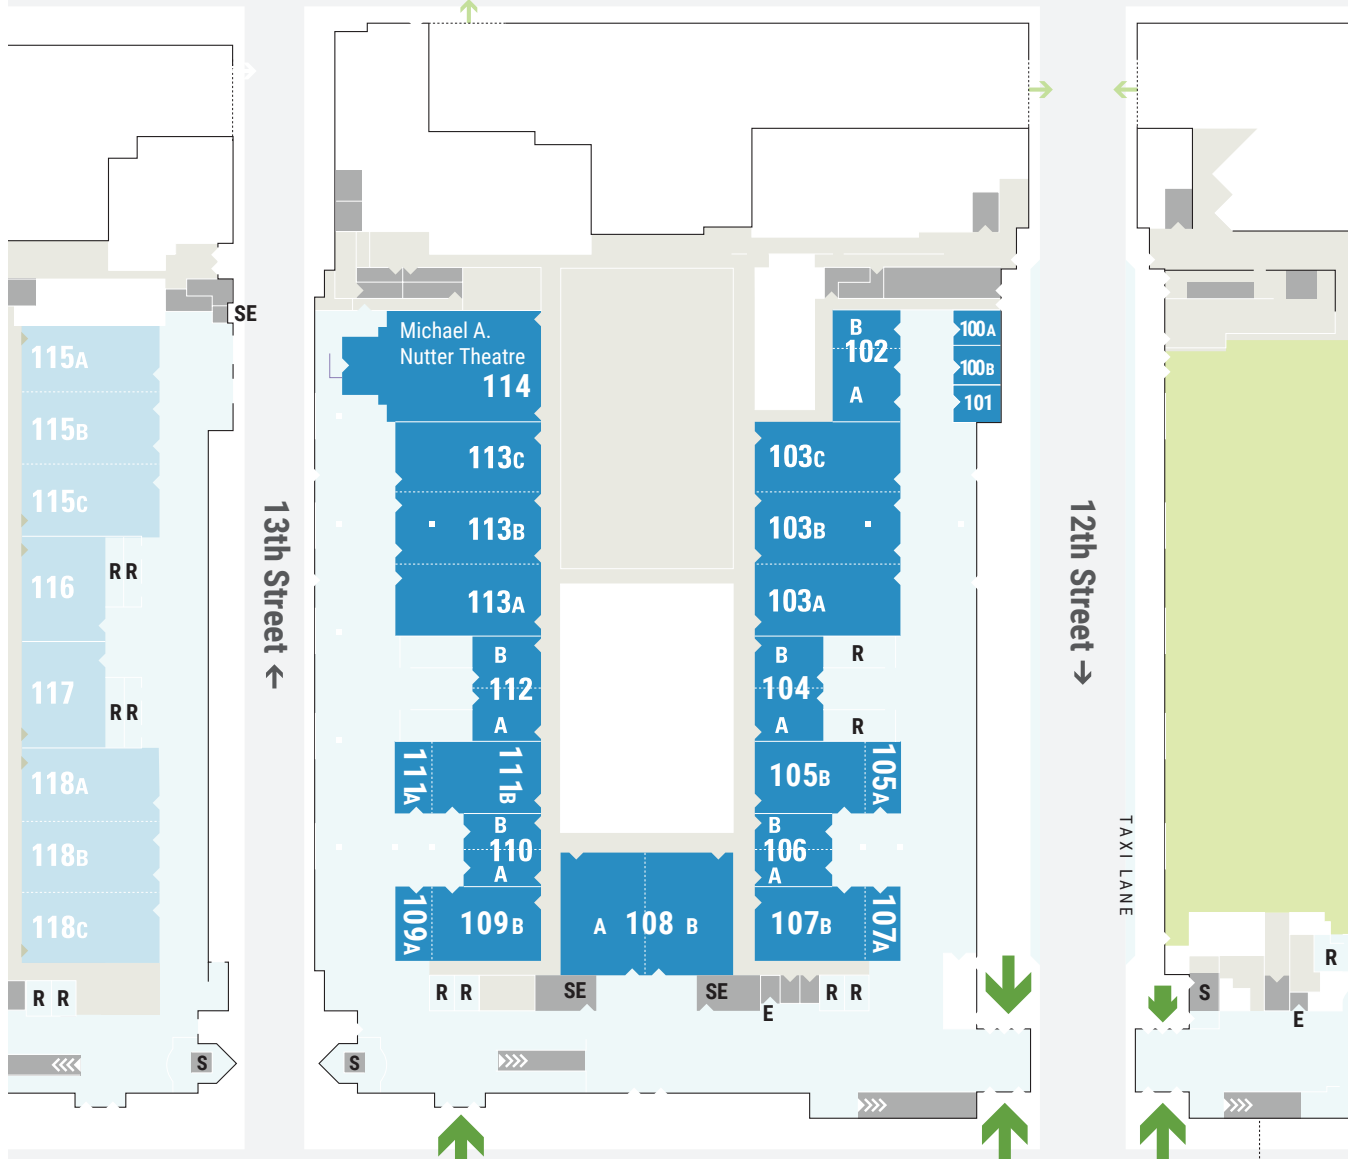 SE
115A
115B
115C
116
R R
117
R R
118A
118B
118C
R R
S
13th Street ←
Michael A.
Nutter Theatre
114
113C
113B
113A
B
112
A
111A
111B
B
110
A
109A
109B
A 108 B
R R
SE
SE
E
R R
S
B
102
A
100A
100B
101
103C
103B
103A
B
104
A
R
R
105B
105A
B
106
A
107B
107A
12th Street →
TAXI LANE
R
S
E